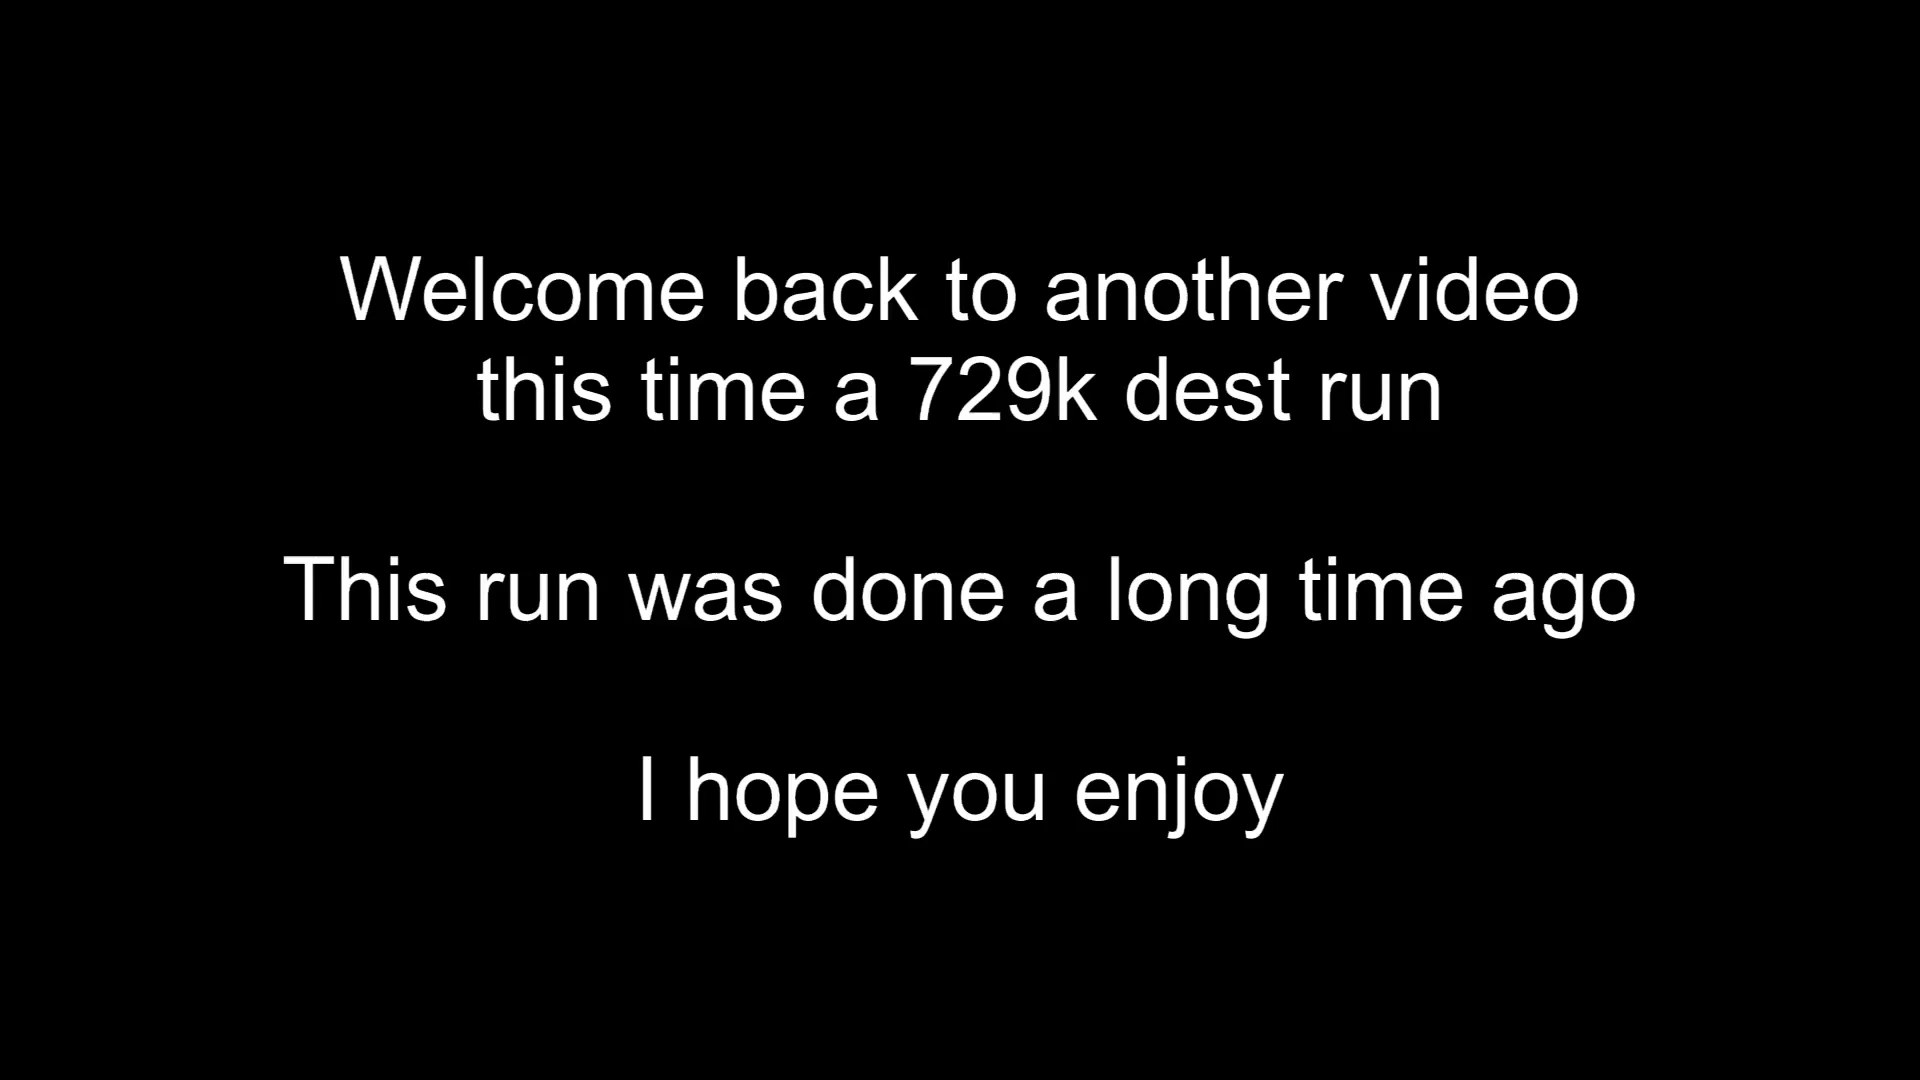 Welcome back to another video
this time a 729k dest run
This run was done a long time ago
I hope you enjoy